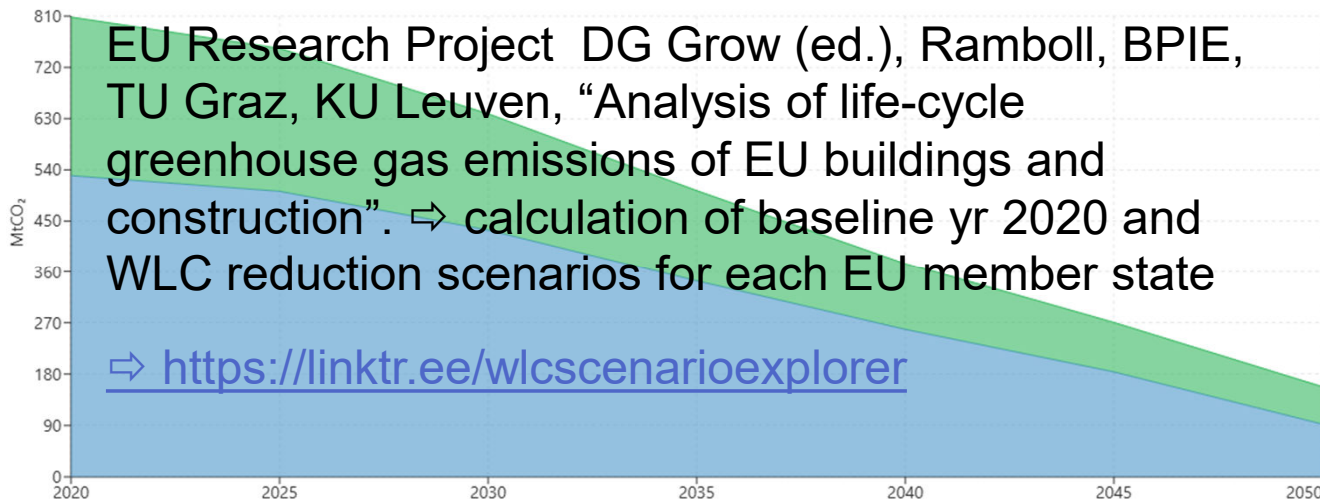 810
EU Research Project DG Grow (ed.), Ramboll, BPIE,
720
TU Graz, KU Leuven, “Analysis of life-cycle
630
greenhouse gas emissions of EU buildings and
540
construction”. ⇨ calculation of baseline yr 2020 and
450
MtCO₂
WLC reduction scenarios for each EU member state
360
270
⇨ https://linktr.ee/wlcscenarioexplorer
180
90
0
2020 2025 2030 2035 2040 2045 2050